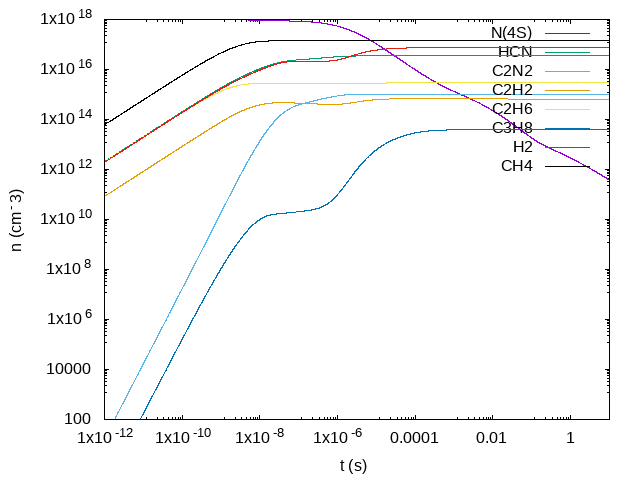 1x10^18
1x10^16
1x10^14
1x10^12
1x10^10
1x10^8
1x10^6
10000
100
n (cm^-3)
N(4S)
HCN
C2N2
C2H2
C2H6
C3H8
H2
CH4
1x10^-12
1x10^-10
1x10^-8
1x10^-6
0.0001
0.01
1
t (s)